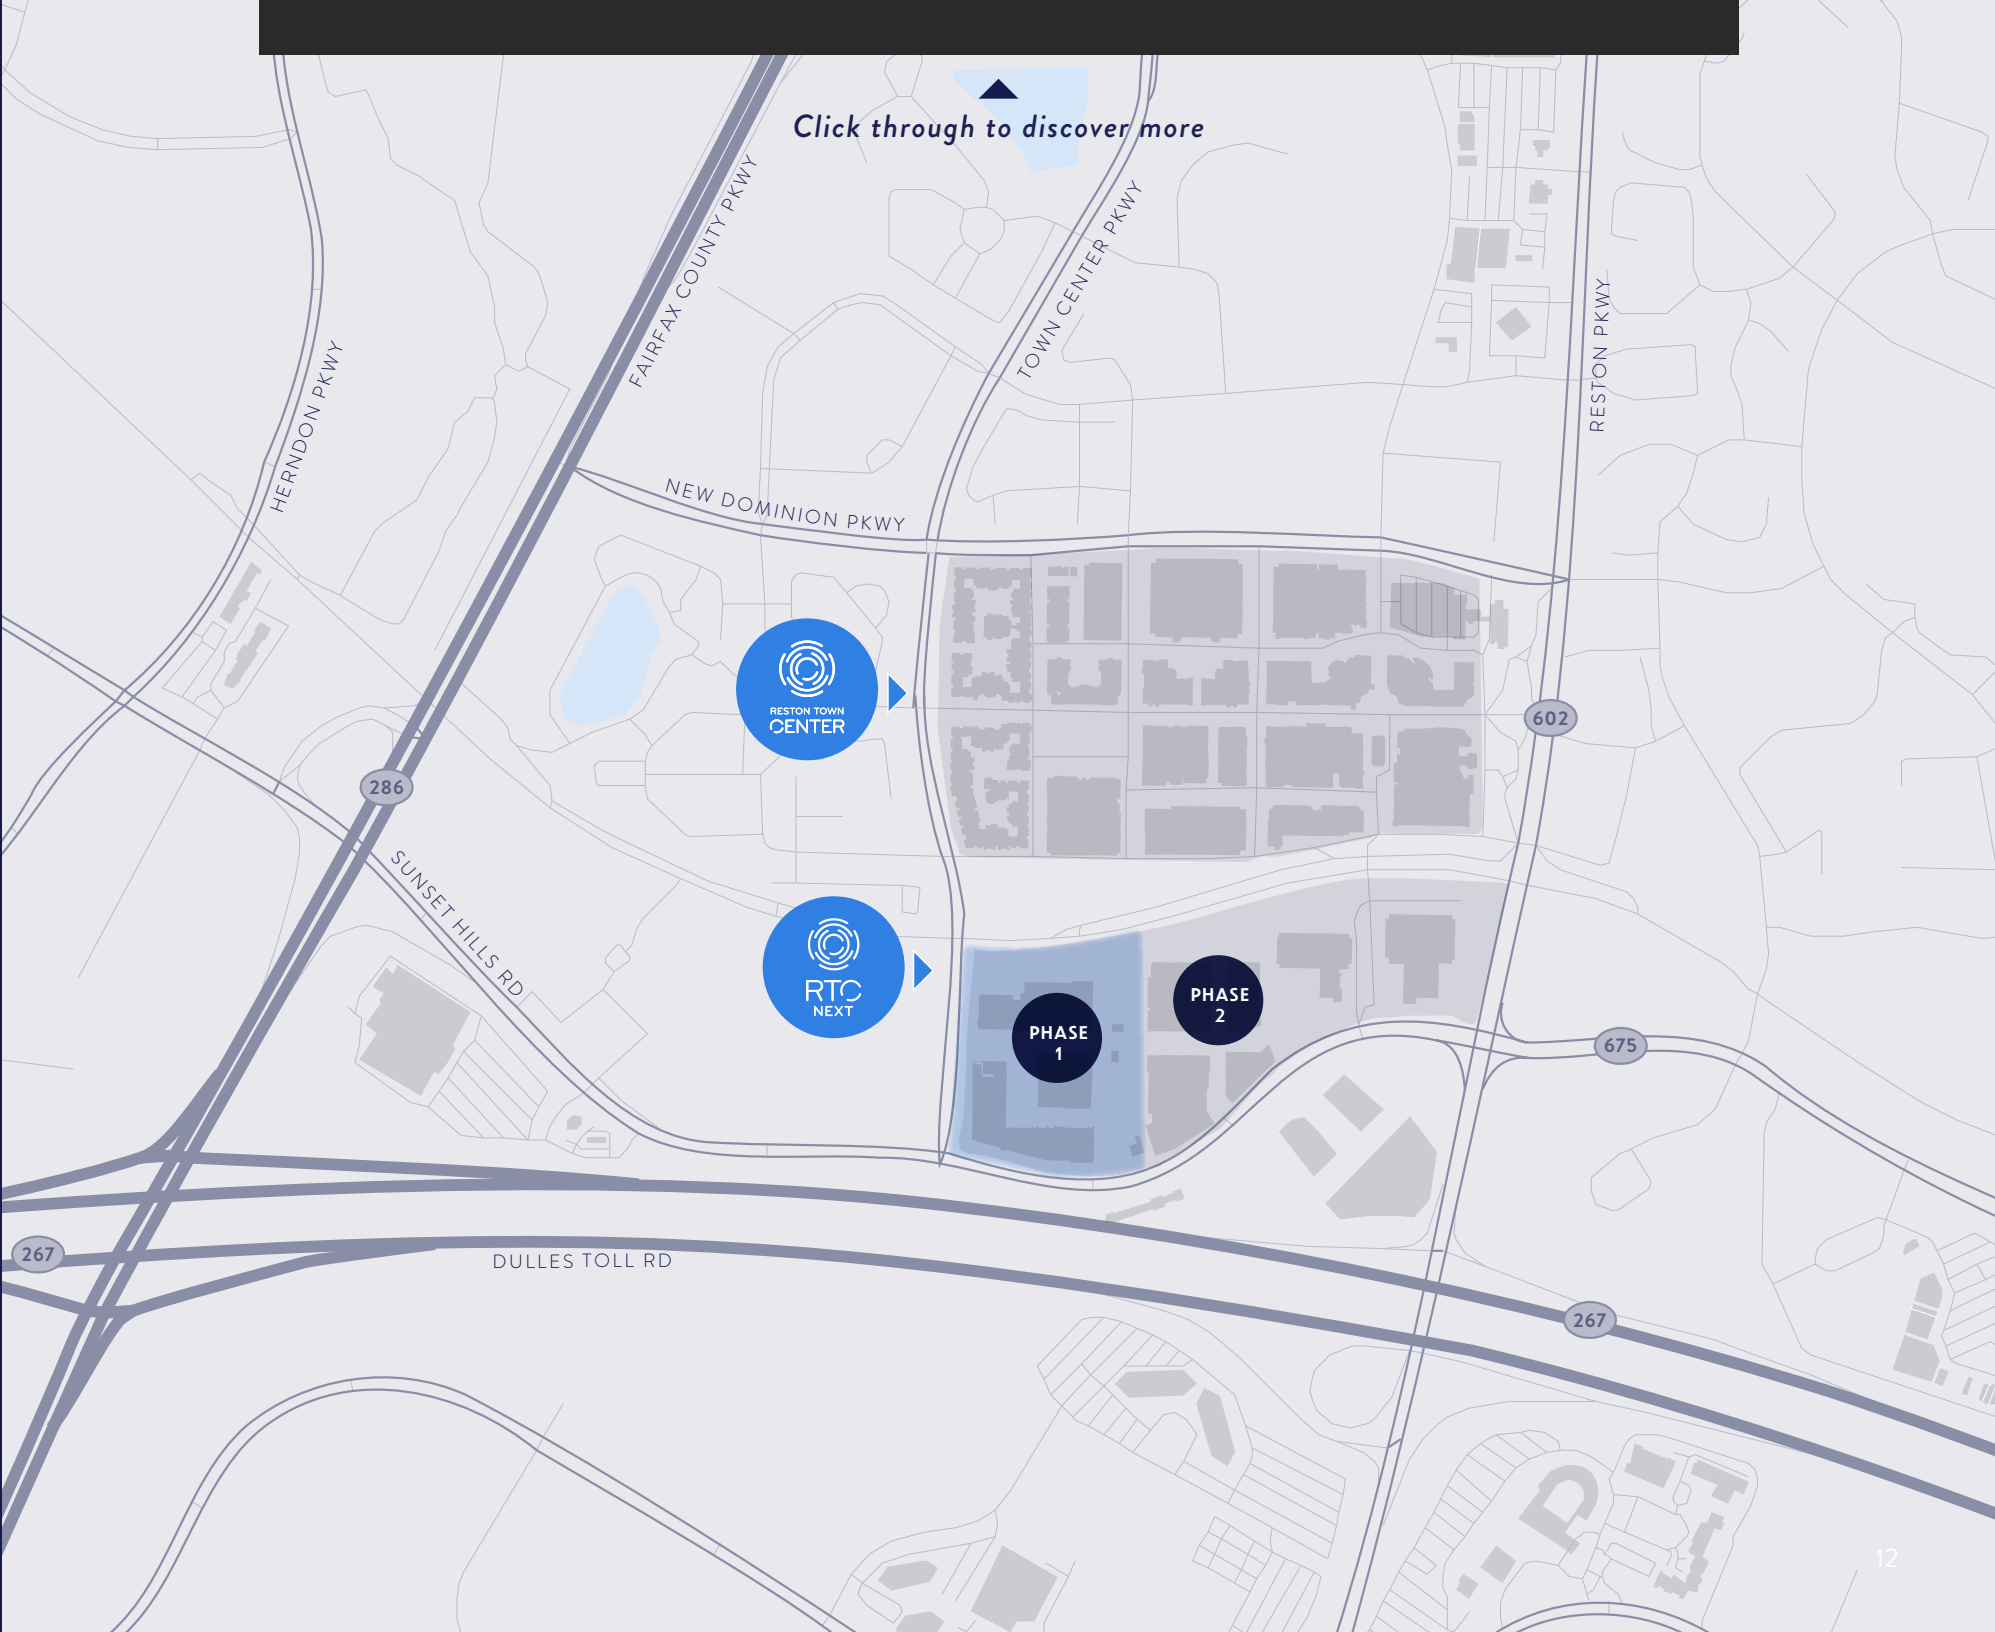 Click through to discover more
FAIRFAX COUNTY PKWY
TOWN CENTER PKWY
RESTON PKWY
HERNDON PKWY
NEW DOMINION PKWY
RESTON TOWN
CENTER
602
286
SUNSET HILLS RD
RTC
NEXT
PHASE
1
PHASE
2
675
267
DULLES TOLL RD
267
12